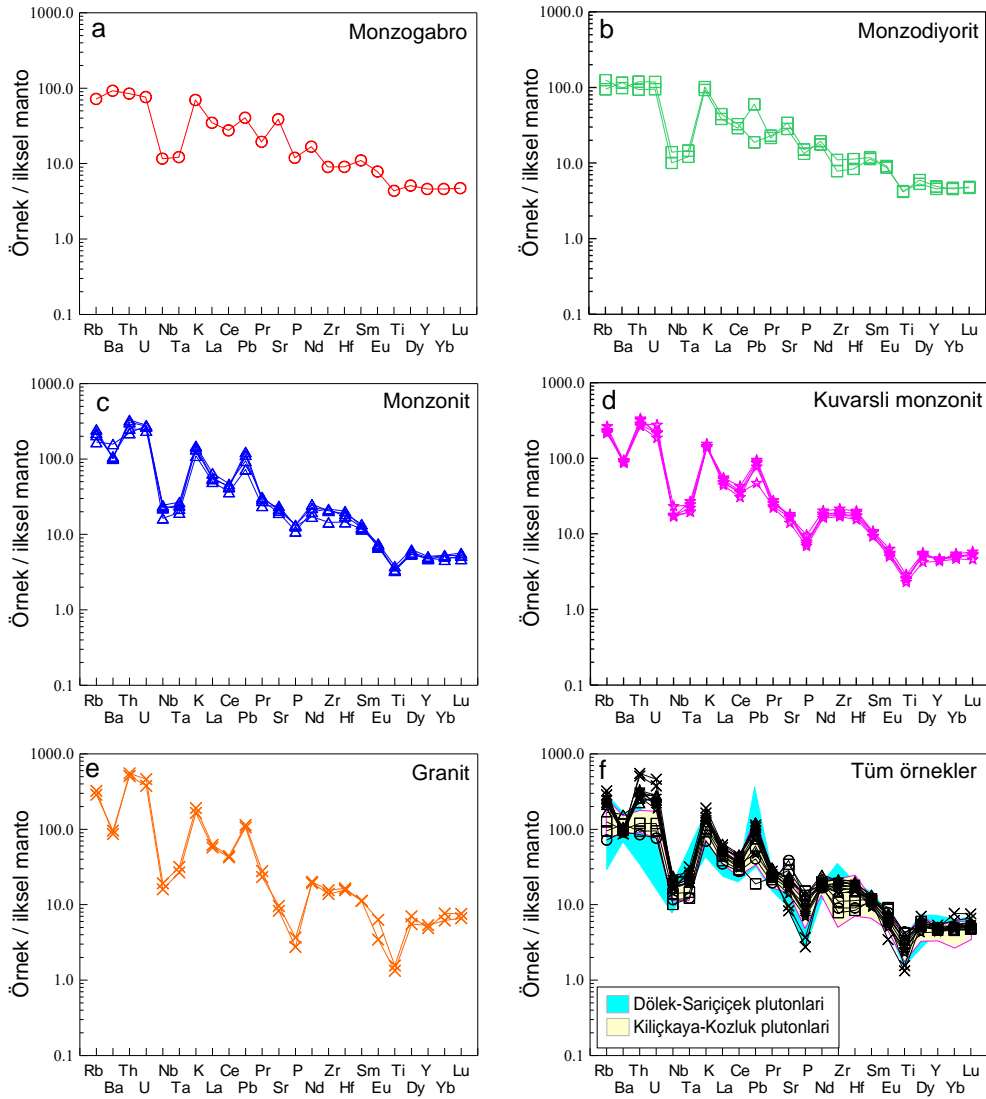 a
Monzogabro
Örnek / ilksel manto
1000.0
100.0
10.0
1.0
0.1
Rb Th Nb K Ce Pr P Zr Sm Ti Y Lu
Ba U Ta La Pb Sr Nd Hf Eu Dy Yb
b
Monzodiyorit
Örnek / ilksel manto
1000.0
100.0
10.0
1.0
0.1
Rb Th Nb K Ce Pr P Zr Sm Ti Y Lu
Ba U Ta La Pb Sr Nd Hf Eu Dy Yb
c
Monzonit
Örnek / ilksel manto
1000.0
100.0
10.0
1.0
0.1
Rb Th Nb K Ce Pr P Zr Sm Ti Y Lu
Ba U Ta La Pb Sr Nd Hf Eu Dy Yb
d
Kuvarsli monzonit
Örnek / ilksel manto
1000.0
100.0
10.0
1.0
0.1
Rb Th Nb K Ce Pr P Zr Sm Ti Y Lu
Ba U Ta La Pb Sr Nd Hf Eu Dy Yb
e
Granit
Örnek / ilksel manto
1000.0
100.0
10.0
1.0
0.1
Rb Th Nb K Ce Pr P Zr Sm Ti Y Lu
Ba U Ta La Pb Sr Nd Hf Eu Dy Yb
f
Tüm örnekler
Örnek / ilksel manto
1000.0
100.0
10.0
1.0
0.1
Dölek-Sariçiçek plutonlari
Kiliçkaya-Kozluk plutonlari
Rb Th Nb K Ce Pr P Zr Sm Ti Y Lu
Ba U Ta La Pb Sr Nd Hf Eu Dy Yb